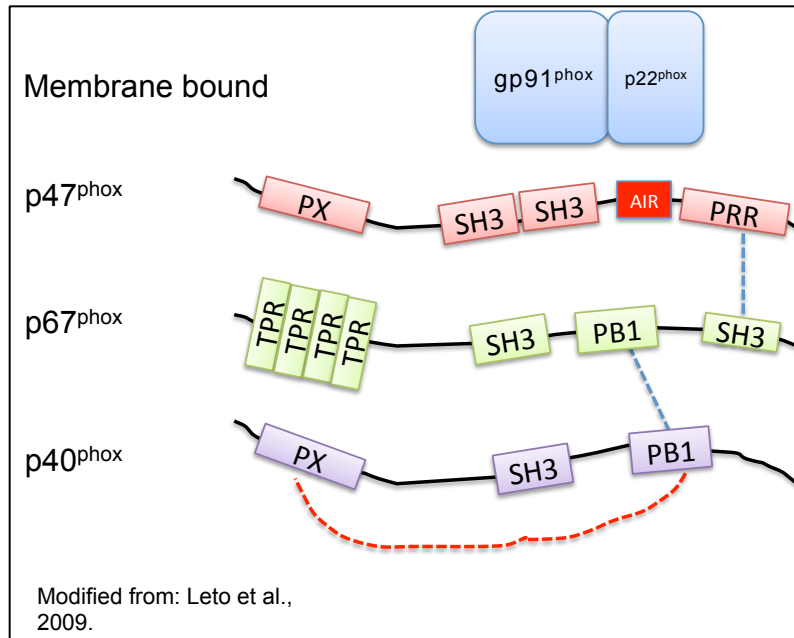 gp91phox p22phox
Membrane bound
p47phox
PX SH3 SH3 AIR PRR
p67phox
TPR TPR TPR TPR SH3 PB1 SH3
p40phox
PX SH3 PB1
Modified from: Leto et al.,
2009.